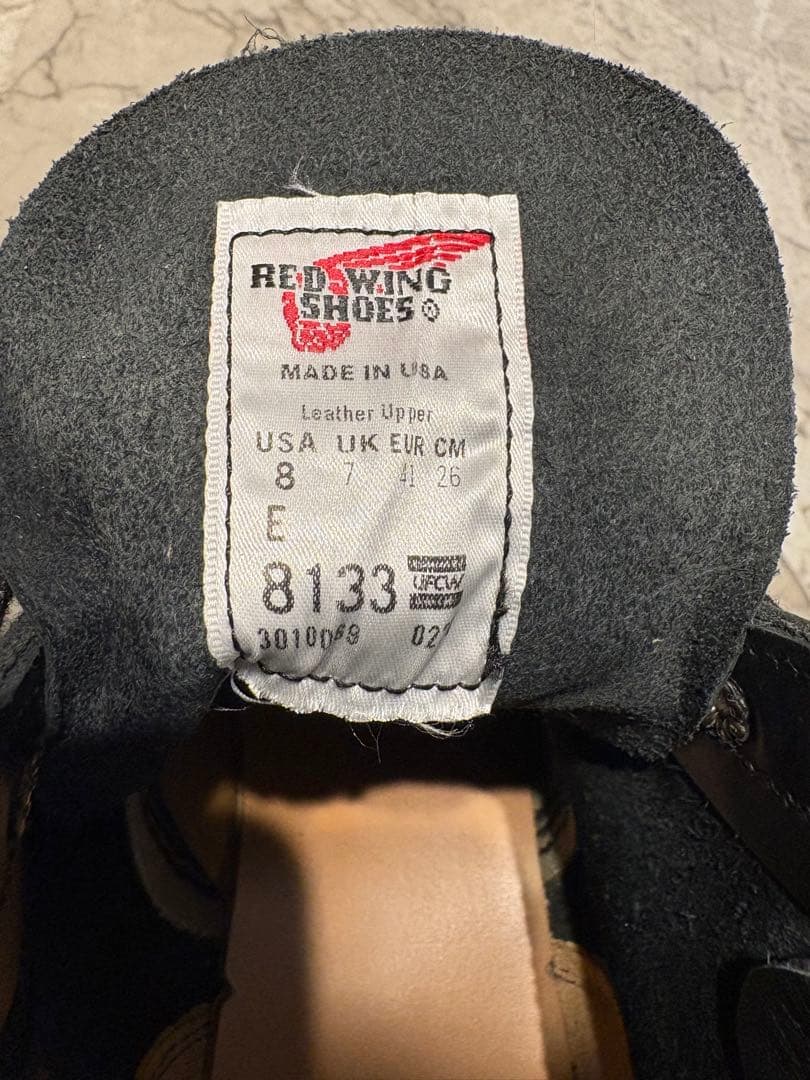 RED WING
SHOES ®
MADE IN USA
Leather Upper
USA UK EUR CM
8 7 41 26
E
8133 UFCW